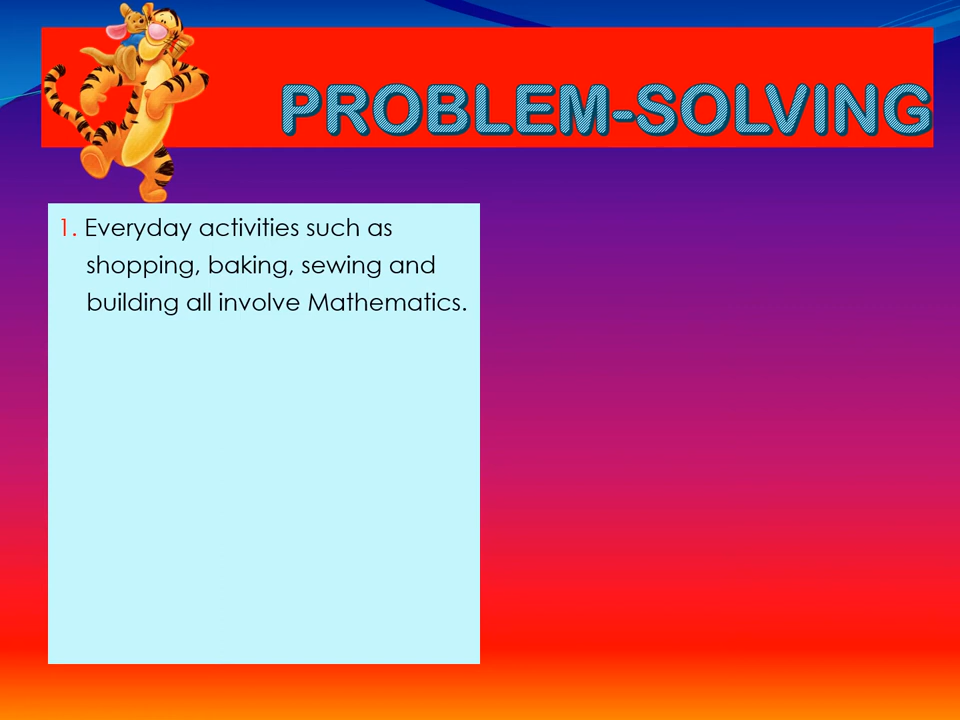 PROBLEM-SOLVING
1. Everyday activities such as
shopping, baking, sewing and
building all involve Mathematics.